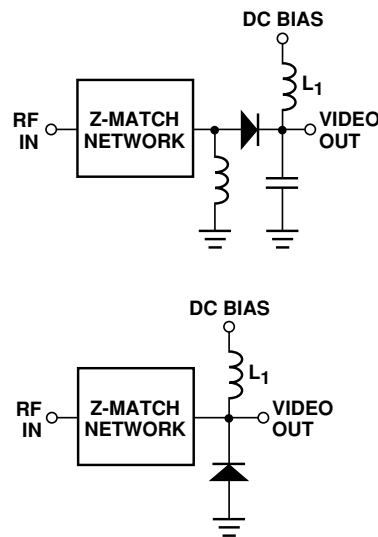 DC BIAS
L1
RF
IN
Z-MATCH
NETWORK
VIDEO
OUT
DC BIAS
L1
RF
IN
Z-MATCH
NETWORK
VIDEO
OUT